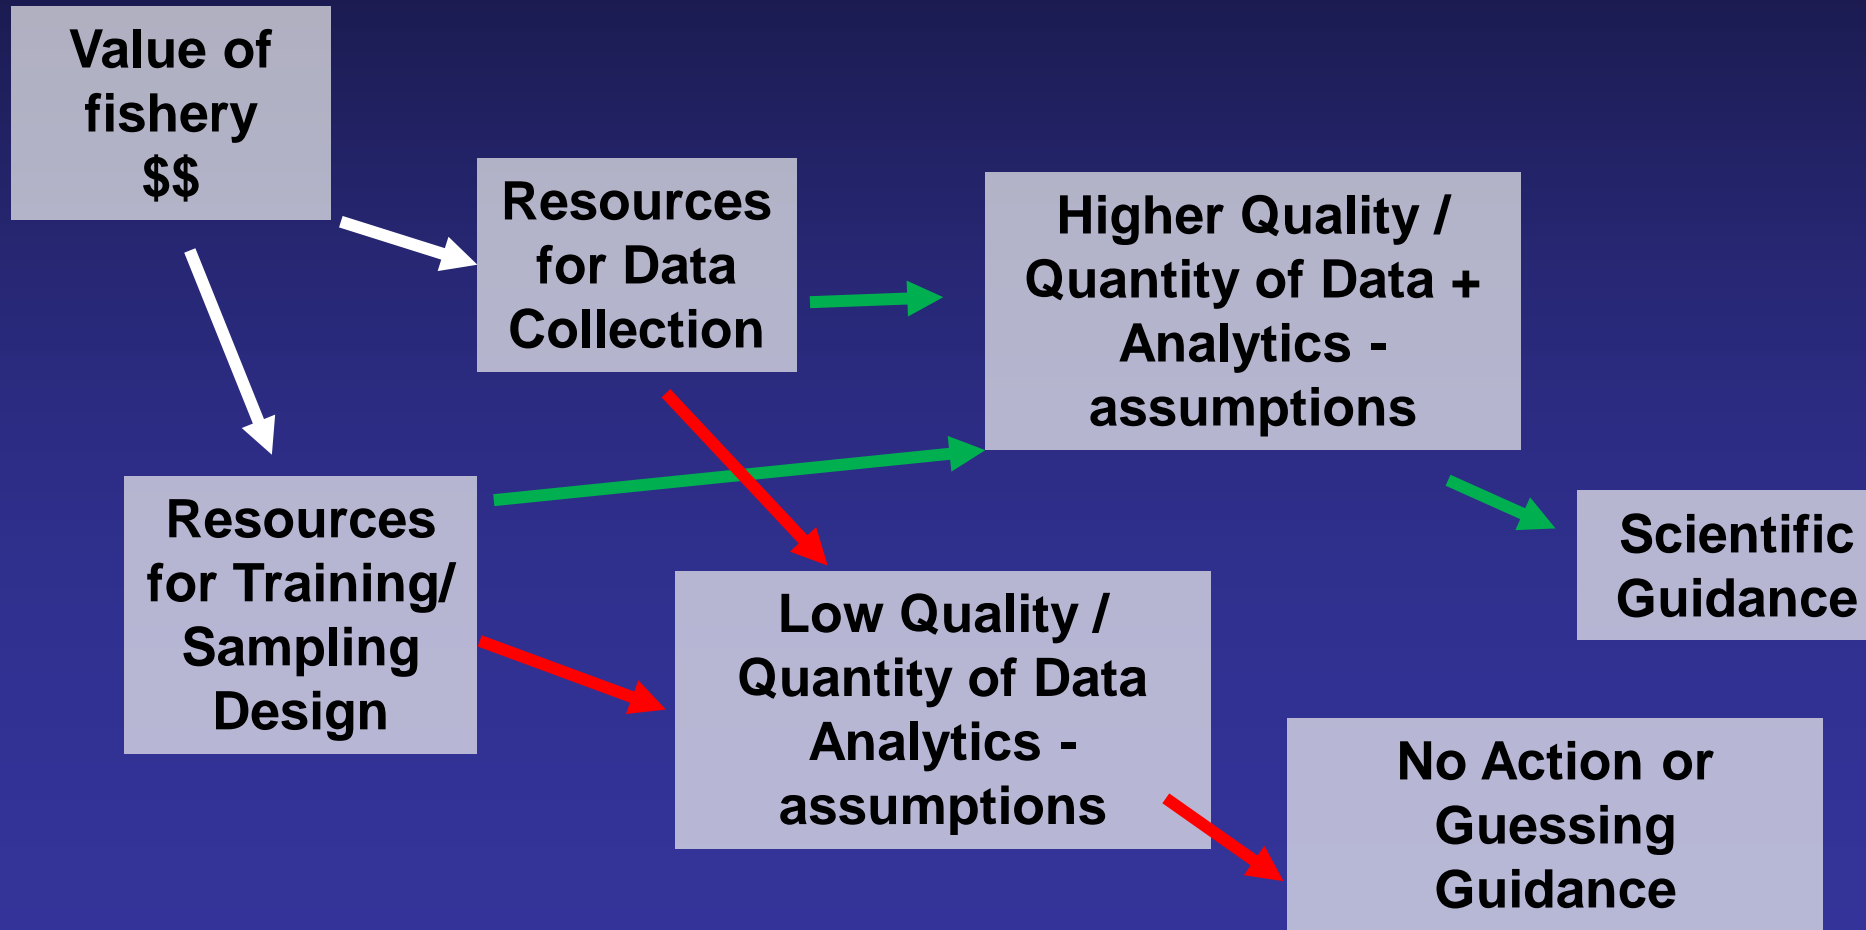 Value of
fishery
$$
Resources
for Data
Collection
Higher Quality /
Quantity of Data +
Analytics -
assumptions
Resources
for Training/
Sampling
Design
Low Quality /
Quantity of Data
Analytics -
assumptions
Scientific
Guidance
No Action or
Guessing
Guidance